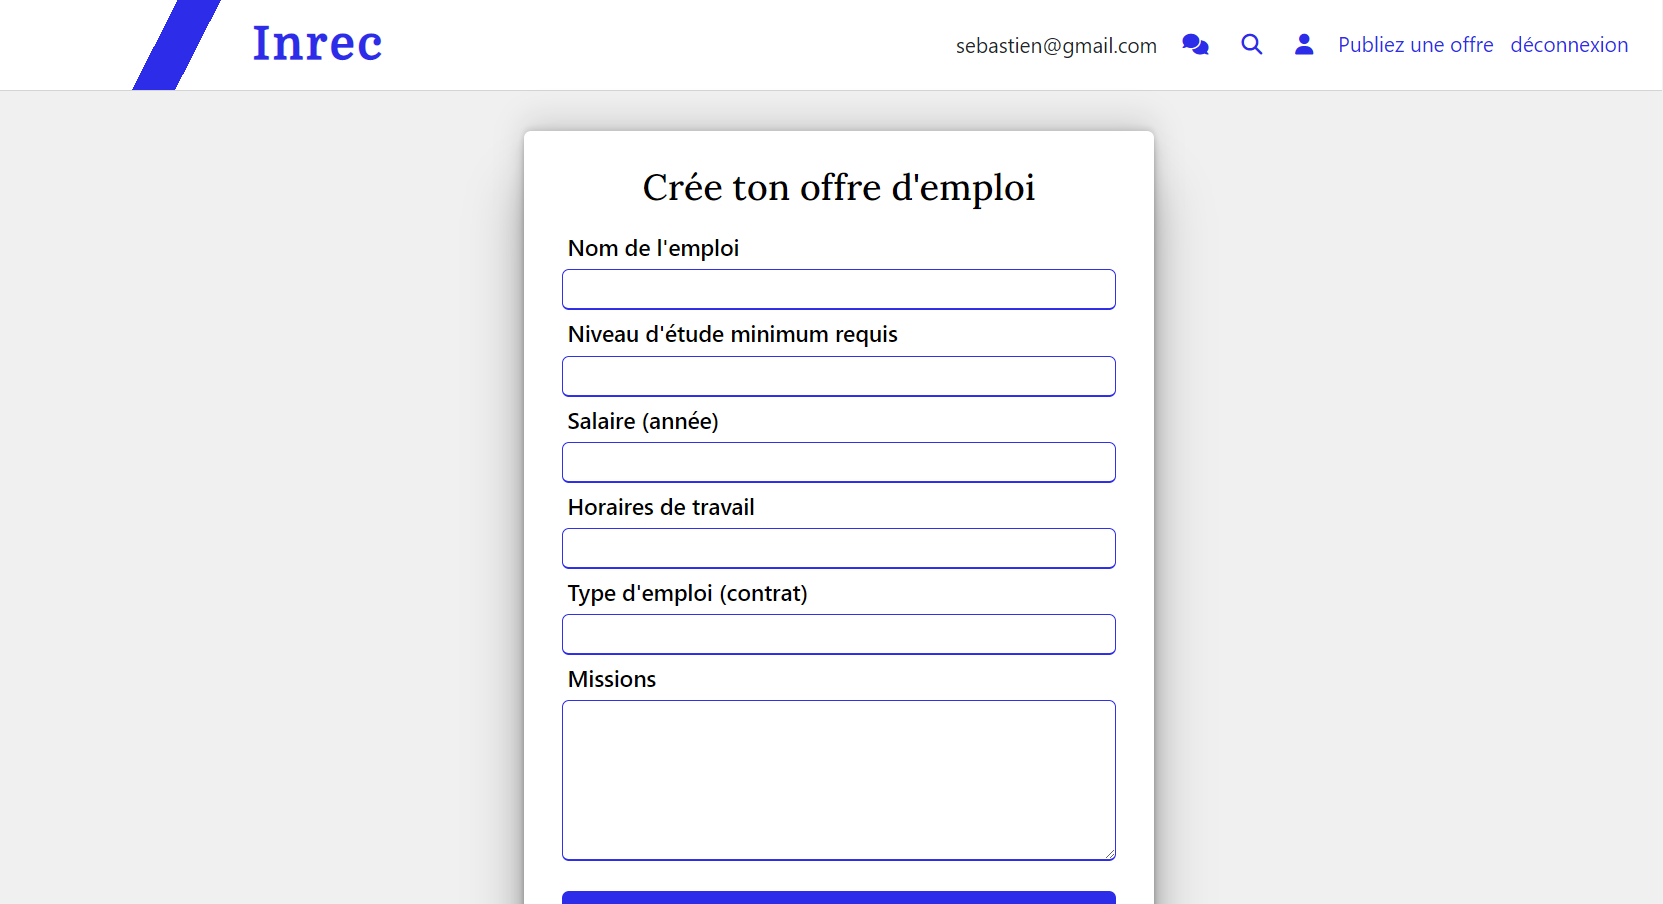 Inrec
sebastien@gmail.com
Publiez une offre
déconnexion
Crée ton offre d'emploi
Nom de l'emploi
Niveau d'étude minimum requis
Salaire (année)
Horaires de travail
Type d'emploi (contrat)
Missions